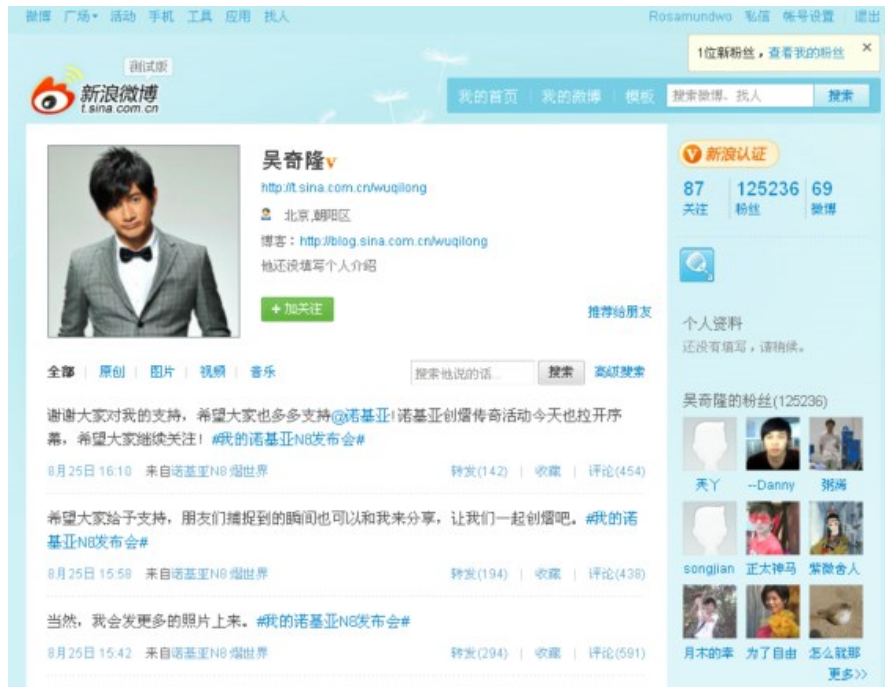 微博 广场 活动 手机 工具 应用 找人
Rosamundwo 私信 帐号设置 退出
1位新粉丝，查看我的粉丝 ×
测试版
新浪微博
t.sina.com.cn
我的首页 我的微博 模板 搜索微博、找人 搜索
吴奇隆V
http://t.sina.com.cn/wuqilong
北京,朝阳区
博客：http://blog.sina.com.cn/wuqilong
他还没填写个人介绍
+加关注
推荐给朋友
全部 | 原创 | 图片 | 视频 | 音乐
搜索他说的话... 搜索 高级搜索
谢谢大家对我的支持，希望大家也多多支持@诺基亚!诺基亚创熠传奇活动今天也拉开序
幕，希望大家继续关注！#我的诺基亚N8发布会#
8月25日 16:10 来自诺基亚N8 熠世界
转发(142) | 收藏 | 评论(454)
希望大家给予支持，朋友们捕捉到的瞬间也可以和我来分享，让我们一起创熠吧。#我的诺
基亚N8发布会#
8月25日 15:58 来自诺基亚N8 熠世界
转发(194) | 收藏 | 评论(438)
当然，我会发更多的照片上来。#我的诺基亚N8发布会#
8月25日 15:42 来自诺基亚N8 熠世界
转发(294) | 收藏 | 评论(591)
V 新浪认证
87 125236 69
关注 粉丝 微博
个人资料
还没有填写，请稍候。
吴奇隆的粉丝(125236)
--Danny
songjian 正太神马 紫薇舍人
月木的幸 为了自由 怎么就那
更多>>